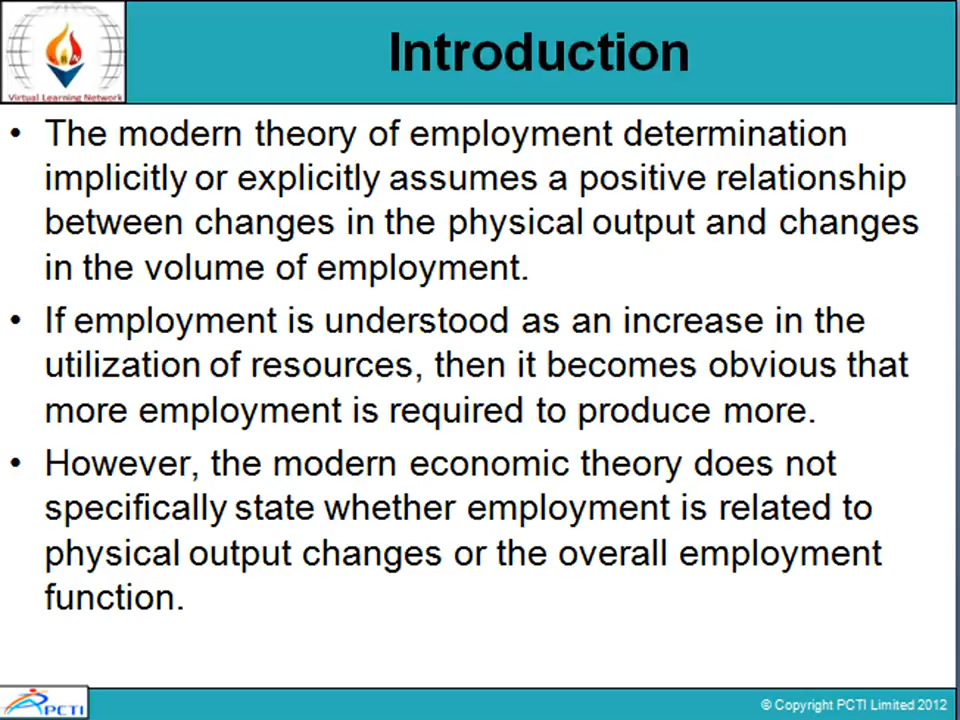 Introduction
• The modern theory of employment determination
implicitly or explicitly assumes a positive relationship
between changes in the physical output and changes
in the volume of employment.
• If employment is understood as an increase in the
utilization of resources, then it becomes obvious that
more employment is required to produce more.
• However, the modern economic theory does not
specifically state whether employment is related to
physical output changes or the overall employment
function.
Virtual Learning Network
PCTI
© Copyright PCTI Limited 2012